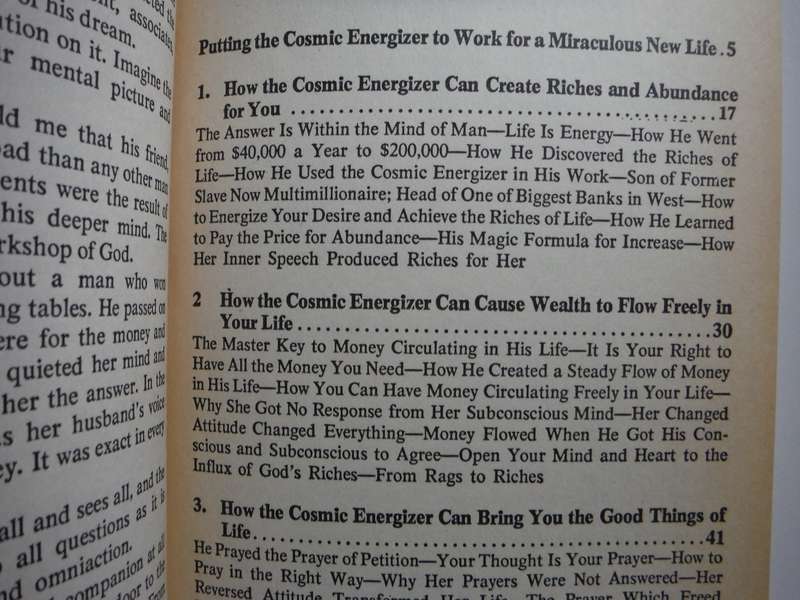 of his dream.
on it. Imagine the
mental picture and
me that his friend,
than any other man
were the result of
his deeper mind. The
of God.
out a man who won
tables. He passed on
for the money and
quieted her mind and
her the answer. In the
her husband's voice
It was exact in every
all and sees all, and the
all questions as it is
omniaction.
companion at all
door to the
Putting the Cosmic Energizer to Work for a Miraculous New Life .5
1. How the Cosmic Energizer Can Create Riches and Abundance
for You ........................................17
The Answer Is Within the Mind of Man—Life Is Energy—How He Went
from $40,000 a Year to $200,000—How He Discovered the Riches of
Life—How He Used the Cosmic Energizer in His Work—Son of Former
Slave Now Multimillionaire; Head of One of Biggest Banks in West—How
to Energize Your Desire and Achieve the Riches of Life—How He Learned
to Pay the Price for Abundance—His Magic Formula for Increase—How
Her Inner Speech Produced Riches for Her
2 How the Cosmic Energizer Can Cause Wealth to Flow Freely in
Your Life ........................................30
The Master Key to Money Circulating in His Life—It Is Your Right to
Have All the Money You Need—How He Created a Steady Flow of Money
in His Life—How You Can Have Money Circulating Freely in Your Life—
Why She Got No Response from Her Subconscious Mind—Her Changed
Attitude Changed Everything—Money Flowed When He Got His Con-
scious and Subconscious to Agree—Open Your Mind and Heart to the
Influx of God's Riches—From Rags to Riches
3. How the Cosmic Energizer Can Bring You the Good Things of
Life ........................................41
He Prayed the Prayer of Petition—Your Thought Is Your Prayer—How to
Pray in the Right Way—Why Her Prayers Were Not Answered—Her
Reversed Attitude Transformed Her Life—The Prayer Which Freed